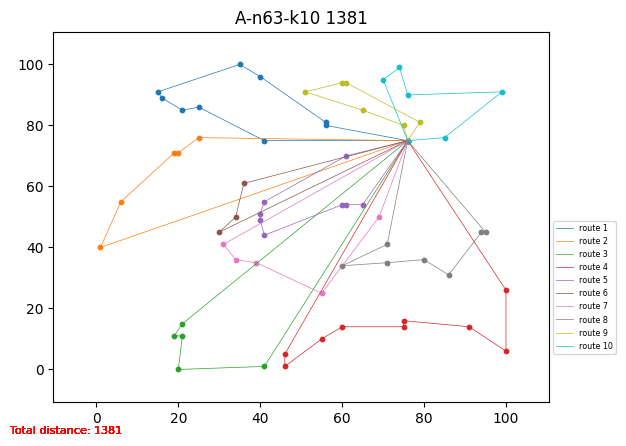 A-n63-k10 1381
100
80
60
40
20
0
0 20 40 60 80 100
route 1
route 2
route 3
route 4
route 5
route 6
route 7
route 8
route 9
route 10
Total distance: 1381